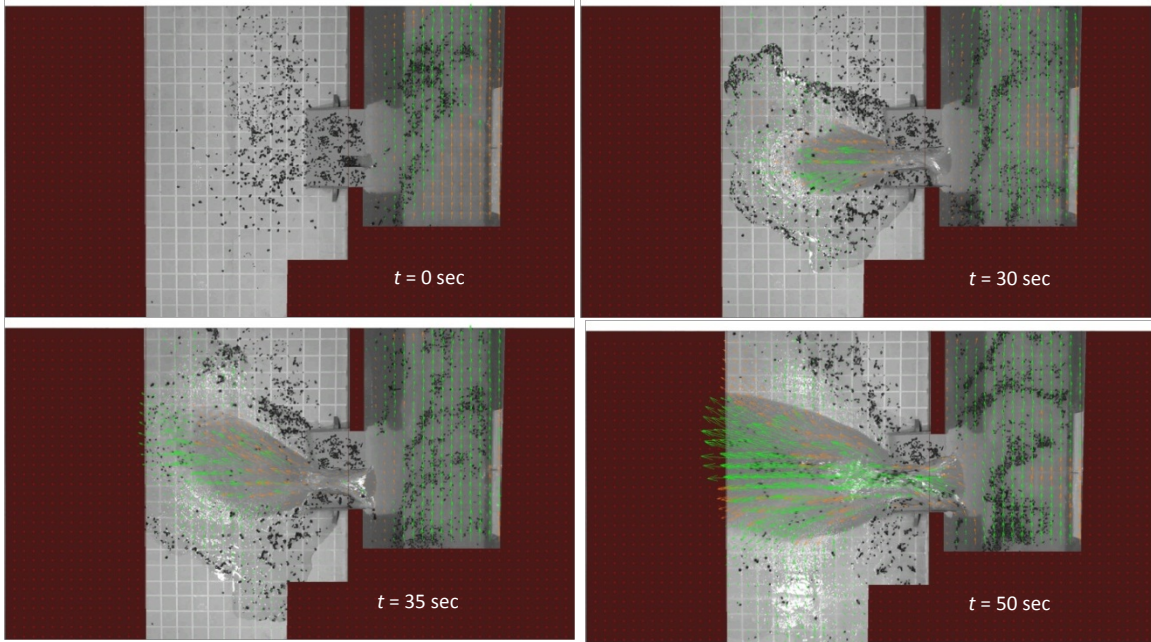 t = 0 sec
t = 30 sec
t = 35 sec
t = 50 sec